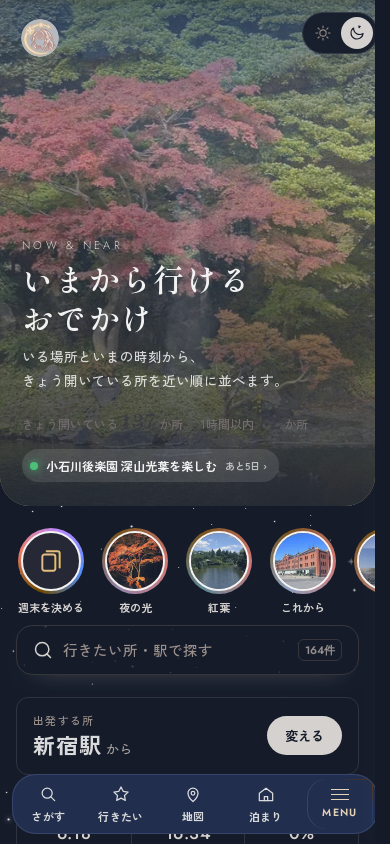 NOW & NEAR
いまから行ける
おでかけ
いる場所といまの時刻から、
きょう開いている所を近い順に並べます。
きょう開いている か所 1時間以内 か所
小石川後楽園 深山光葉を楽しむ あと5日 ›
週末を決める 夜の光 紅葉 これから
行きたい所・駅で探す 164件
出発する所
新宿駅 から 変える
さがす 行きたい 地図 泊まり MENU